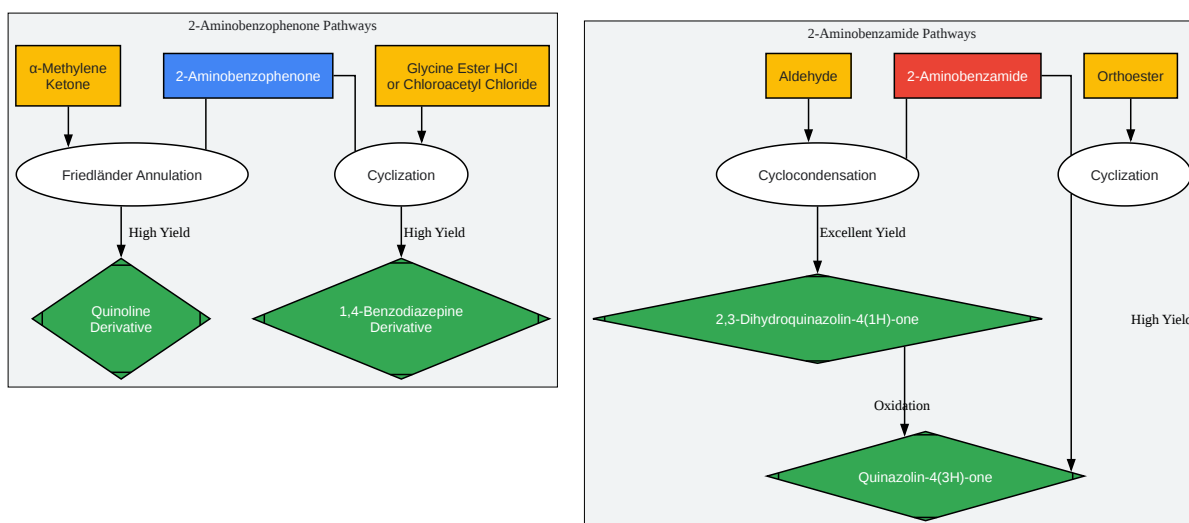 2-Aminobenzophenone Pathways
α-Methylene
Ketone
2-Aminobenzophenone
Glycine Ester HCl
or Chloroacetyl Chloride
Friedländer Annulation
Cyclization
High Yield
High Yield
Quinoline
Derivative
1,4-Benzodiazepine
Derivative
2-Aminobenzamide Pathways
Aldehyde
2-Aminobenzamide
Orthoester
Cyclocondensation
Cyclization
Excellent Yield
2,3-Dihydroquinazolin-4(1H)-one
High Yield
Oxidation
Quinazolin-4(3H)-one